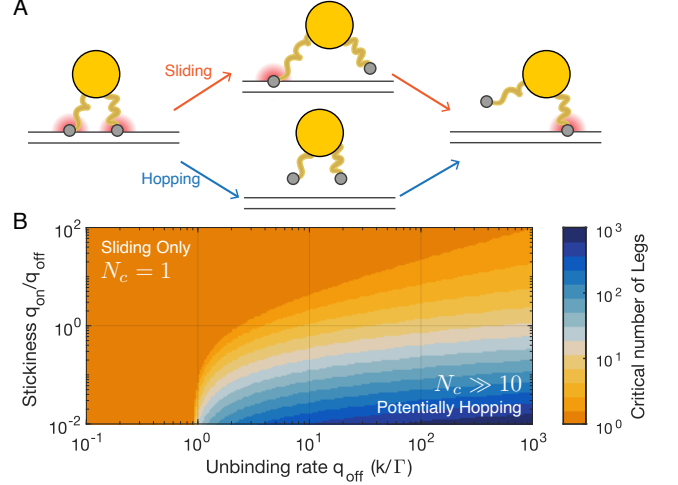 A
Sliding
Hopping
B
Stickiness q_on/q_off
10^2
10^0
10^-2
Sliding Only
N_c = 1
N_c ≫ 10
Potentially Hopping
10^-1
10^0
10^1
10^2
10^3
Unbinding rate q_off (k/Γ)
10^3
10^2
10^1
10^0
Critical number of Legs